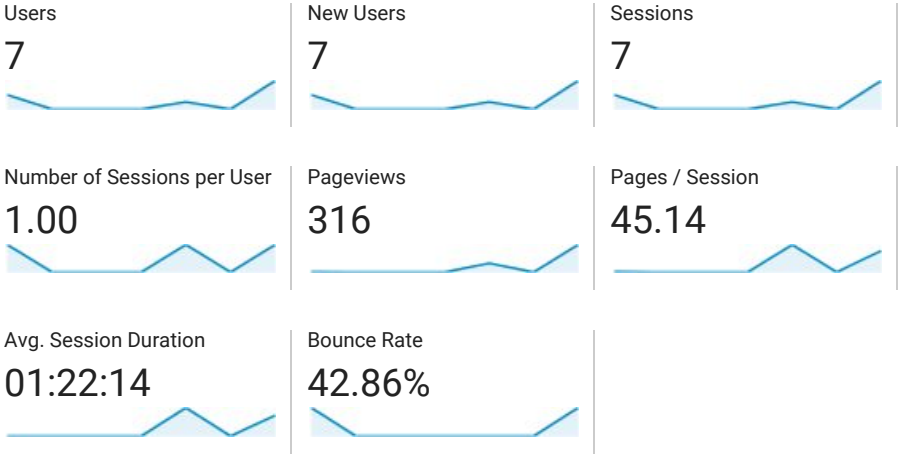 Users
7
New Users
7
Sessions
7
Number of Sessions per User
1.00
Pageviews
316
Pages / Session
45.14
Avg. Session Duration
01:22:14
Bounce Rate
42.86%